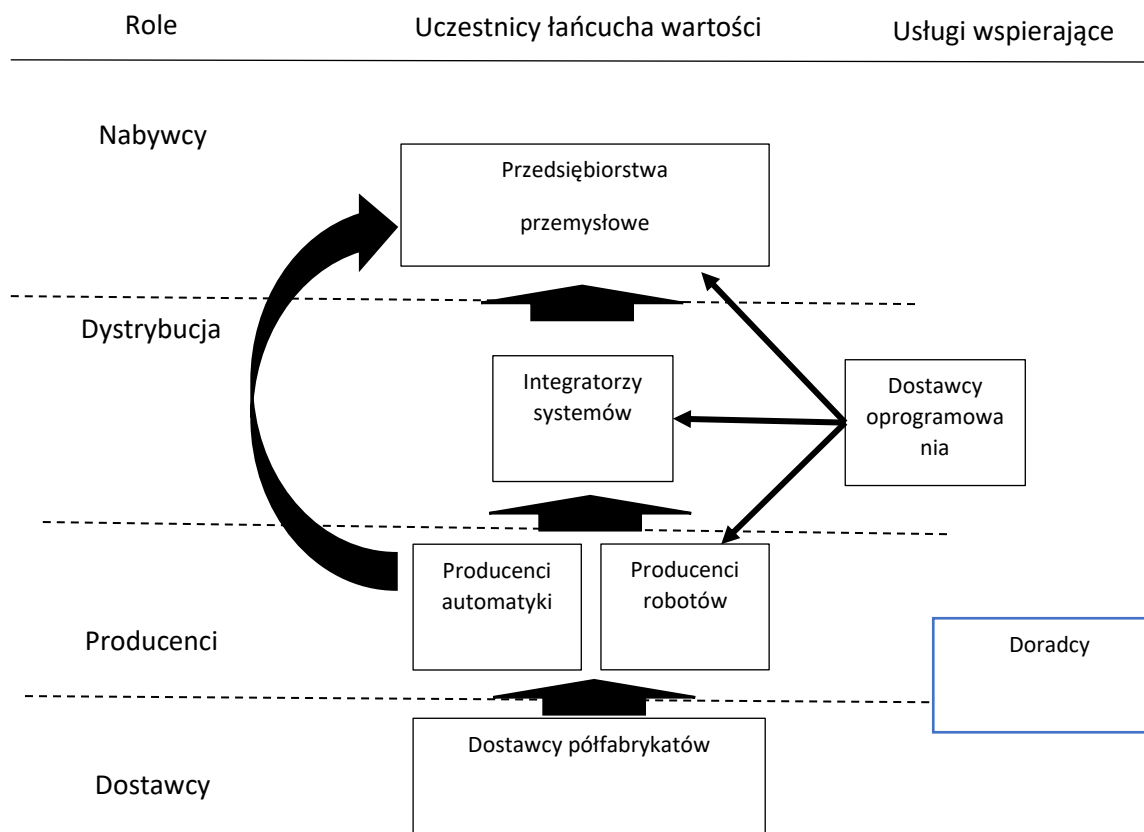 Role
Uczestnicy łańcucha wartości
Usługi wspierające
Nabywcy
Przedsiębiorstwa
przemysłowe
Dystrybucja
Integratorzy
systemów
Dostawcy
oprogramowa
nia
Producenci
automatyki
Producenci
robotów
Producenci
Doradcy
Dostawcy półfabrykatów
Dostawcy